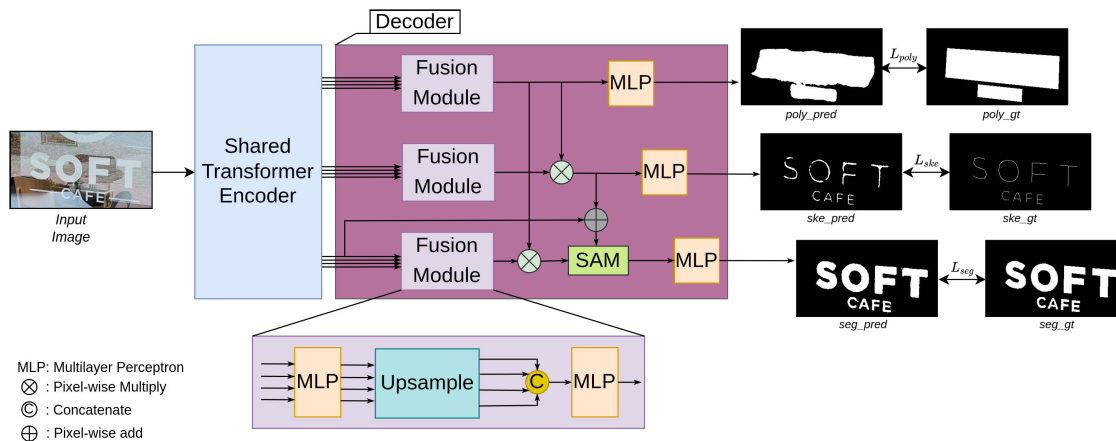 Decoder
Fusion
Module
MLP
Fusion
Module
MLP
Fusion
Module
SAM
MLP
Shared
Transformer
Encoder
SOFT
CAFE
Input
Image
L_poly
poly_pred
poly_gt
SOFT
CAFE
L_ske
SOFT
CAFE
ske_pred
ske_gt
SOFT
CAFE
L_seg
SOFT
CAFE
seg_pred
seg_gt
MLP
Upsample
C
MLP
MLP: Multilayer Perceptron
: Pixel-wise Multiply
C : Concatenate
: Pixel-wise add